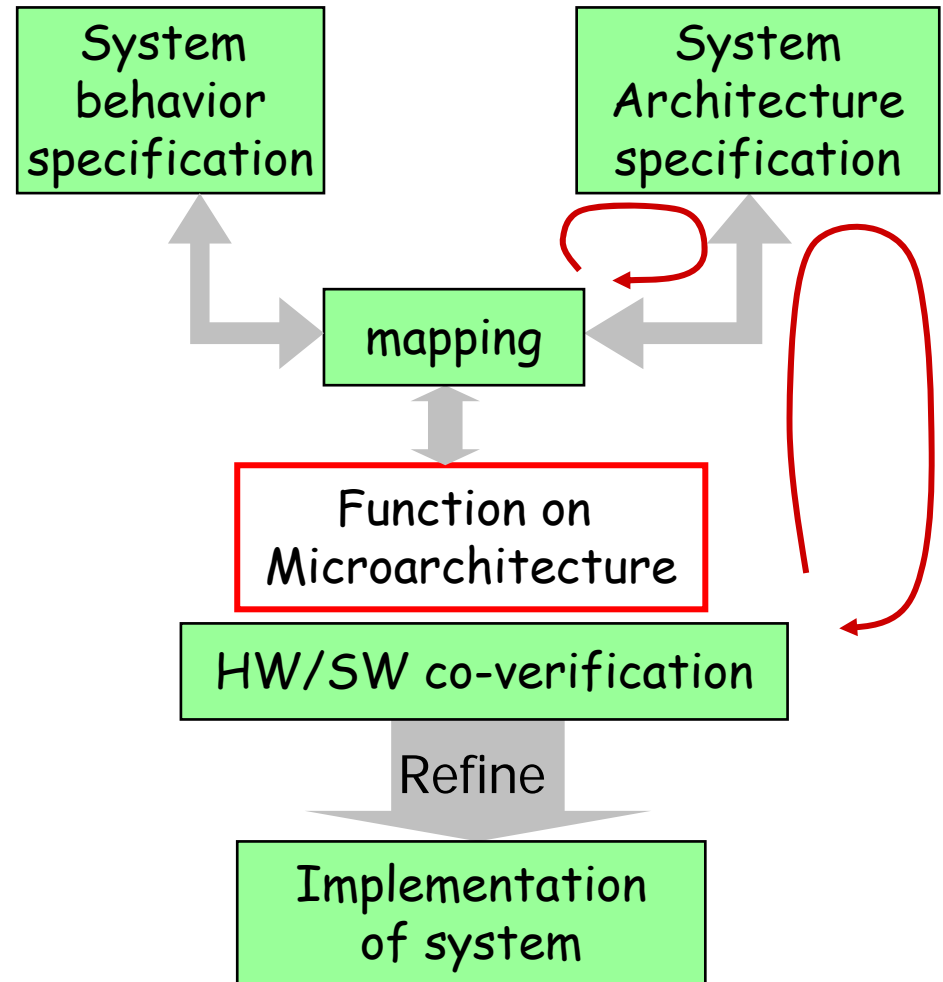 System
behavior
specification
System
Architecture
specification
mapping
Function on
Microarchitecture
HW/SW co-verification
Refine
Implementation
of system